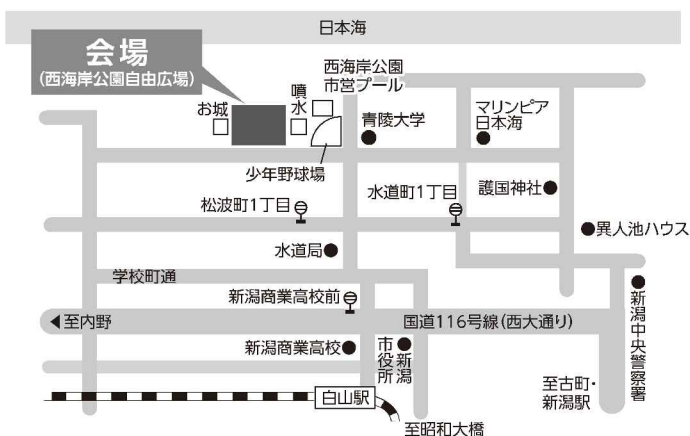 日本海
会場
(西海岸公園自由広場)
西海岸公園
市営プール
噴水
お城
青陵大学
マリンピア
日本海
少年野球場
松波町1丁目
水道町1丁目
護国神社
異人池ハウス
水道局
学校町通
新潟商業高校前
新潟中央警察署
至内野
国道116号線(西大通り)
新潟商業高校
新潟
市役所
至古町・
新潟駅
白山駅
至昭和大橋